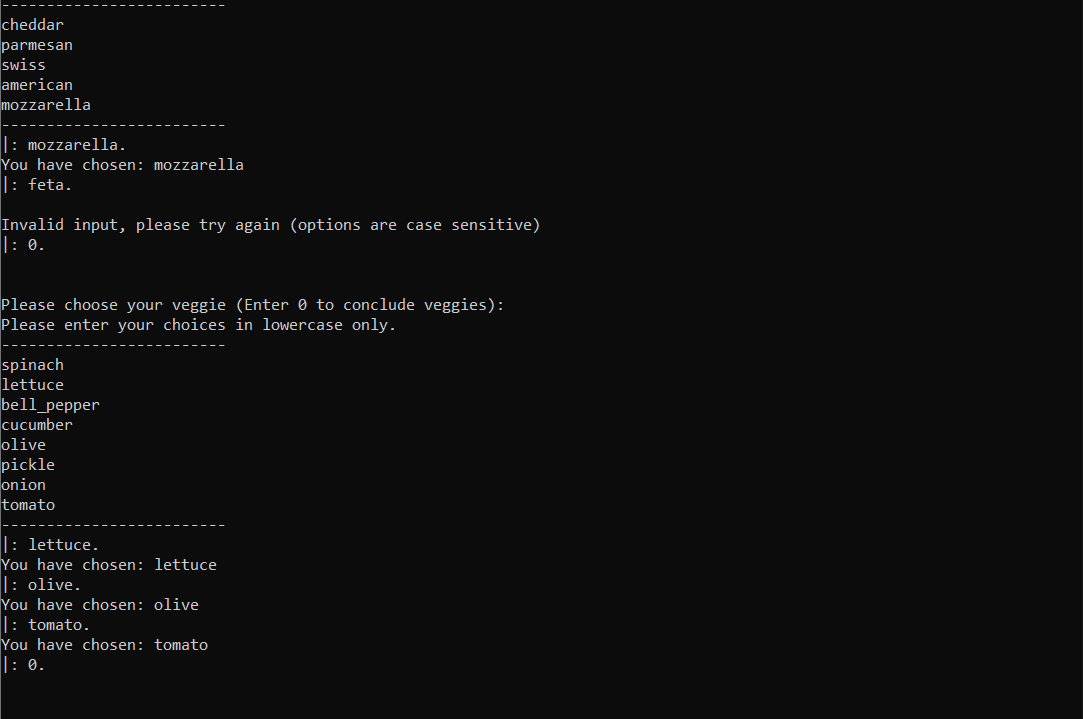 -------------------------
cheddar
parmesan
swiss
american
mozzarella
-------------------------
|: mozzarella.
You have chosen: mozzarella
|: feta.
Invalid input, please try again (options are case sensitive)
|: 0.
Please choose your veggie (Enter 0 to conclude veggies):
Please enter your choices in lowercase only.
-------------------------
spinach
lettuce
bell_pepper
cucumber
olive
pickle
onion
tomato
-------------------------
|: lettuce.
You have chosen: lettuce
|: olive.
You have chosen: olive
|: tomato.
You have chosen: tomato
|: 0.